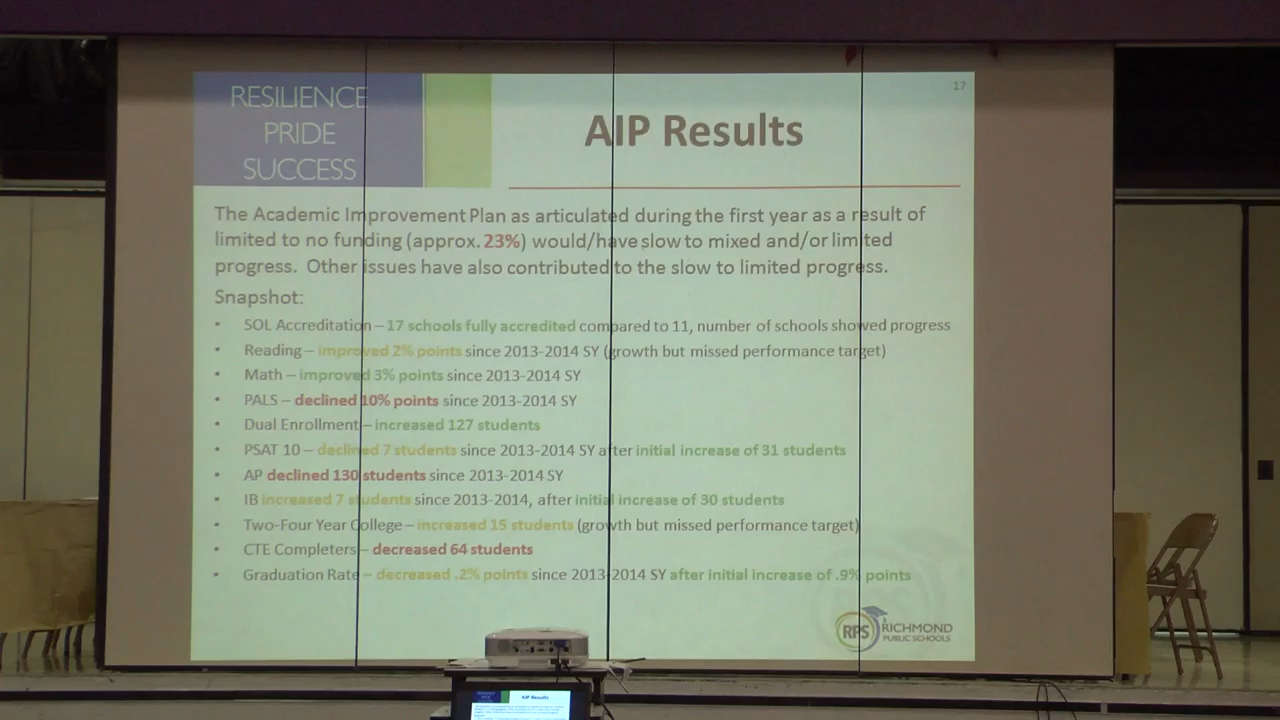 17
RESILIENCE
PRIDE
SUCCESS
AIP Results
The Academic Improvement Plan as articulated during the first year as a result of
limited to no funding (approx. 23%) would/have slow to mixed and/or limited
progress. Other issues have also contributed to the slow to limited progress.
Snapshot:
• SOL Accreditation – 17 schools fully accredited compared to 11, number of schools showed progress
• Reading – improved 2% points since 2013-2014 SY (growth but missed performance target)
• Math – improved 3% points since 2013-2014 SY
• PALS – declined 10% points since 2013-2014 SY
• Dual Enrollment – increased 127 students
• PSAT 10 – declined 7 students since 2013-2014 SY after initial increase of 31 students
• AP declined 130 students since 2013-2014 SY
• IB increased 7 students since 2013-2014, after initial increase of 30 students
• Two-Four Year College – increased 15 students (growth but missed performance target)
• CTE Completers – decreased 64 students
• Graduation Rate – decreased .2% points since 2013-2014 SY after initial increase of .9% points
RPS RICHMOND
PUBLIC SCHOOLS
AIP Results